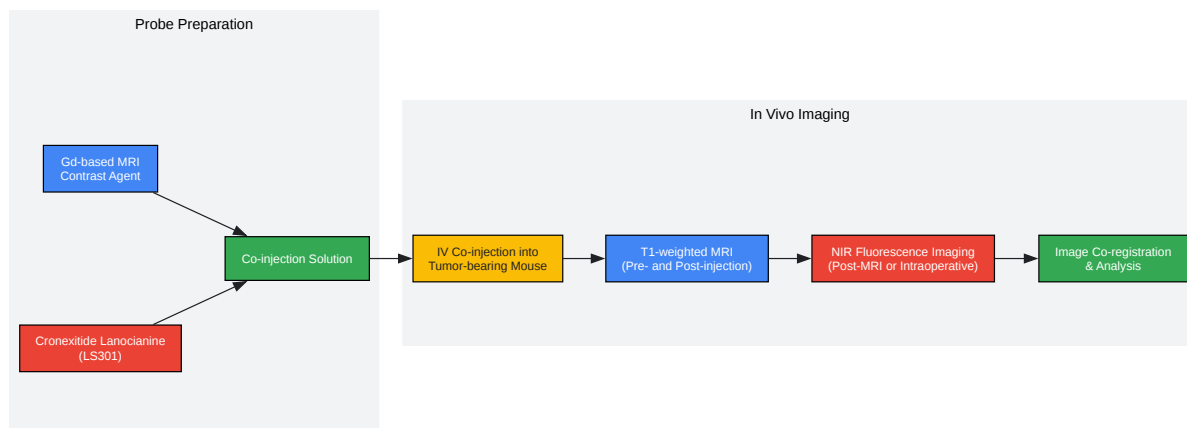 Probe Preparation
Gd-based MRI
Contrast Agent
Co-injection Solution
Cronexitide Lanocianine
(LS301)
In Vivo Imaging
IV Co-injection into
Tumor-bearing Mouse
T1-weighted MRI
(Pre- and Post-injection)
NIR Fluorescence Imaging
(Post-MRI or Intraoperative)
Image Co-registration
& Analysis